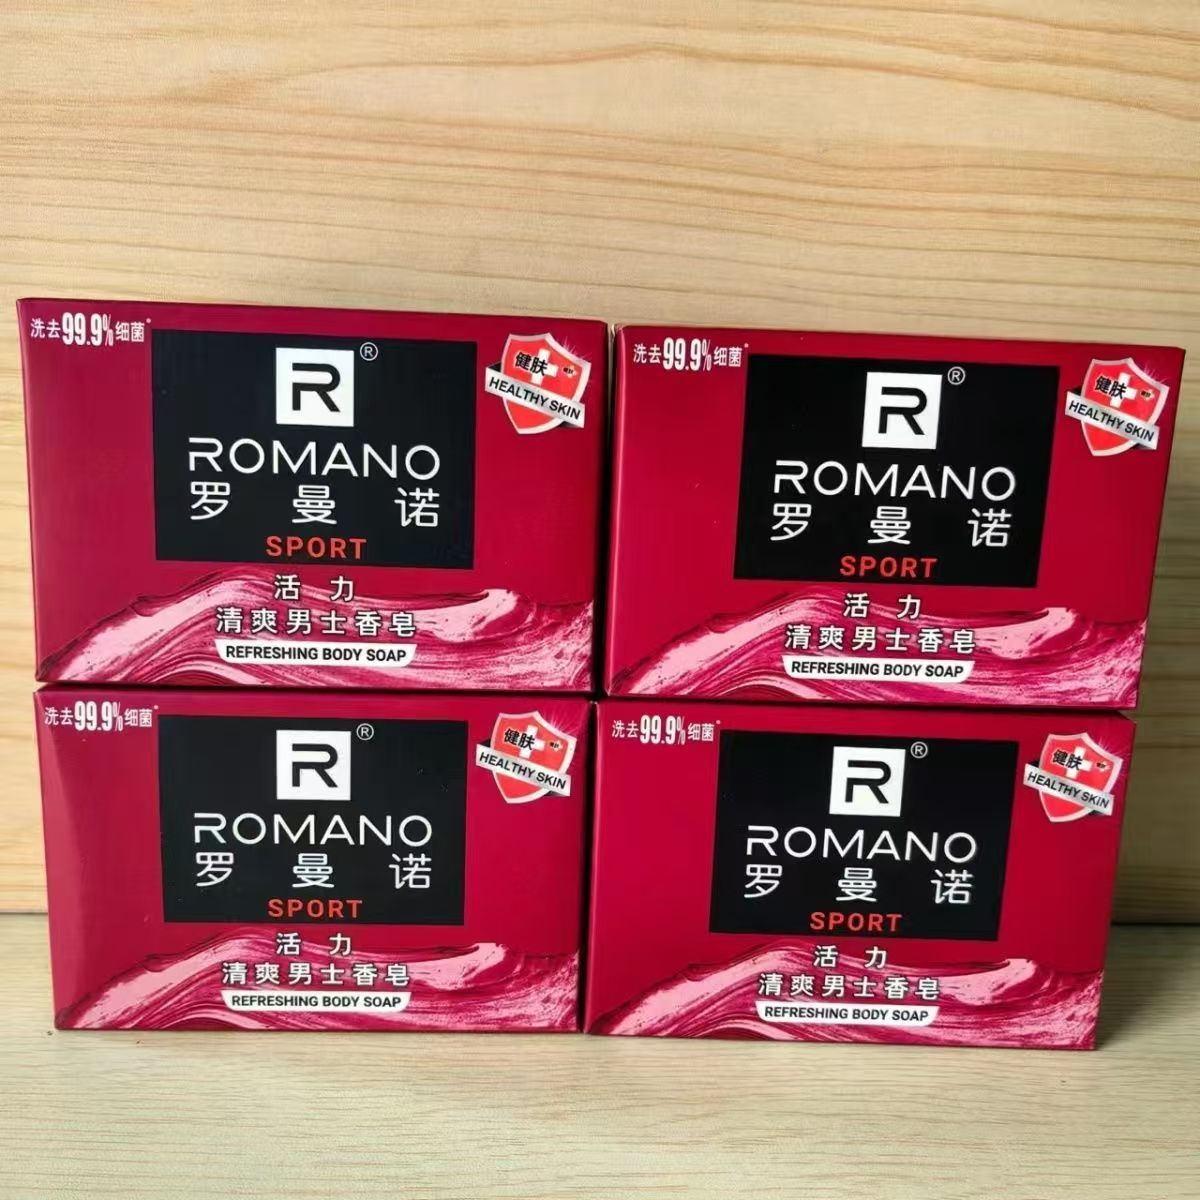 洗去99.9%细菌*
R®
健肤
HEALTHY SKIN
ROMANO
罗曼诺
SPORT
活力
清爽男士香皂
REFRESHING BODY SOAP
洗去99.9%细菌*
R®
健肤
HEALTHY SKIN
ROMANO
罗曼诺
SPORT
活力
清爽男士香皂
REFRESHING BODY SOAP
洗去99.9%细菌*
R®
健肤
HEALTHY SKIN
ROMANO
罗曼诺
SPORT
活力
清爽男士香皂
REFRESHING BODY SOAP
洗去99.9%细菌*
R®
健肤
HEALTHY SKIN
ROMANO
罗曼诺
SPORT
活力
清爽男士香皂
REFRESHING BODY SOAP